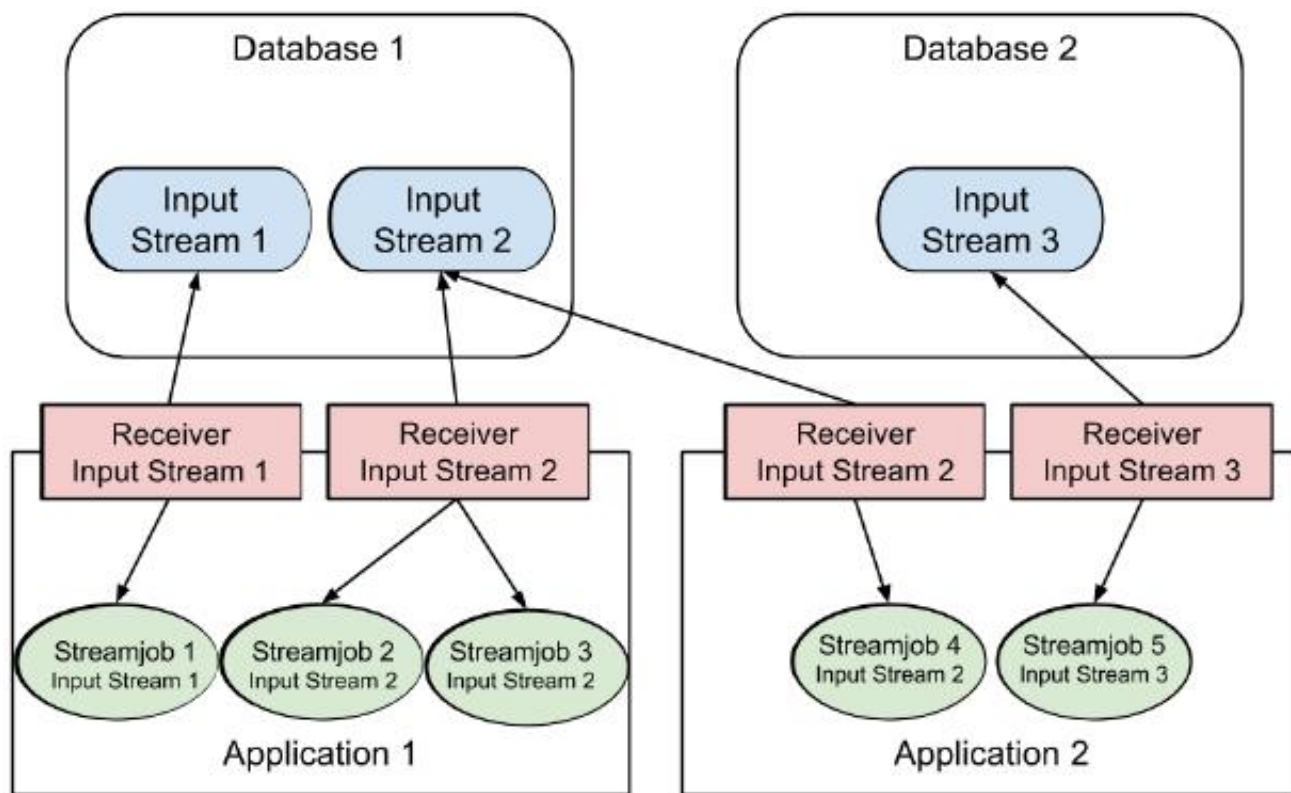 Database 1
Database 2
Input
Stream 1
Input
Stream 2
Input
Stream 3
Receiver
Input Stream 1
Receiver
Input Stream 2
Receiver
Input Stream 2
Receiver
Input Stream 3
Streamjob 1
Input Stream 1
Streamjob 2
Input Stream 2
Streamjob 3
Input Stream 2
Streamjob 4
Input Stream 2
Streamjob 5
Input Stream 3
Application 1
Application 2